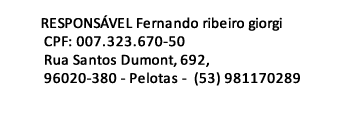 RESPONSÁVEL Fernando ribeiro giorgi
CPF: 007.323.670-50
Rua Santos Dumont, 692,
96020-380 - Pelotas - (53) 981170289